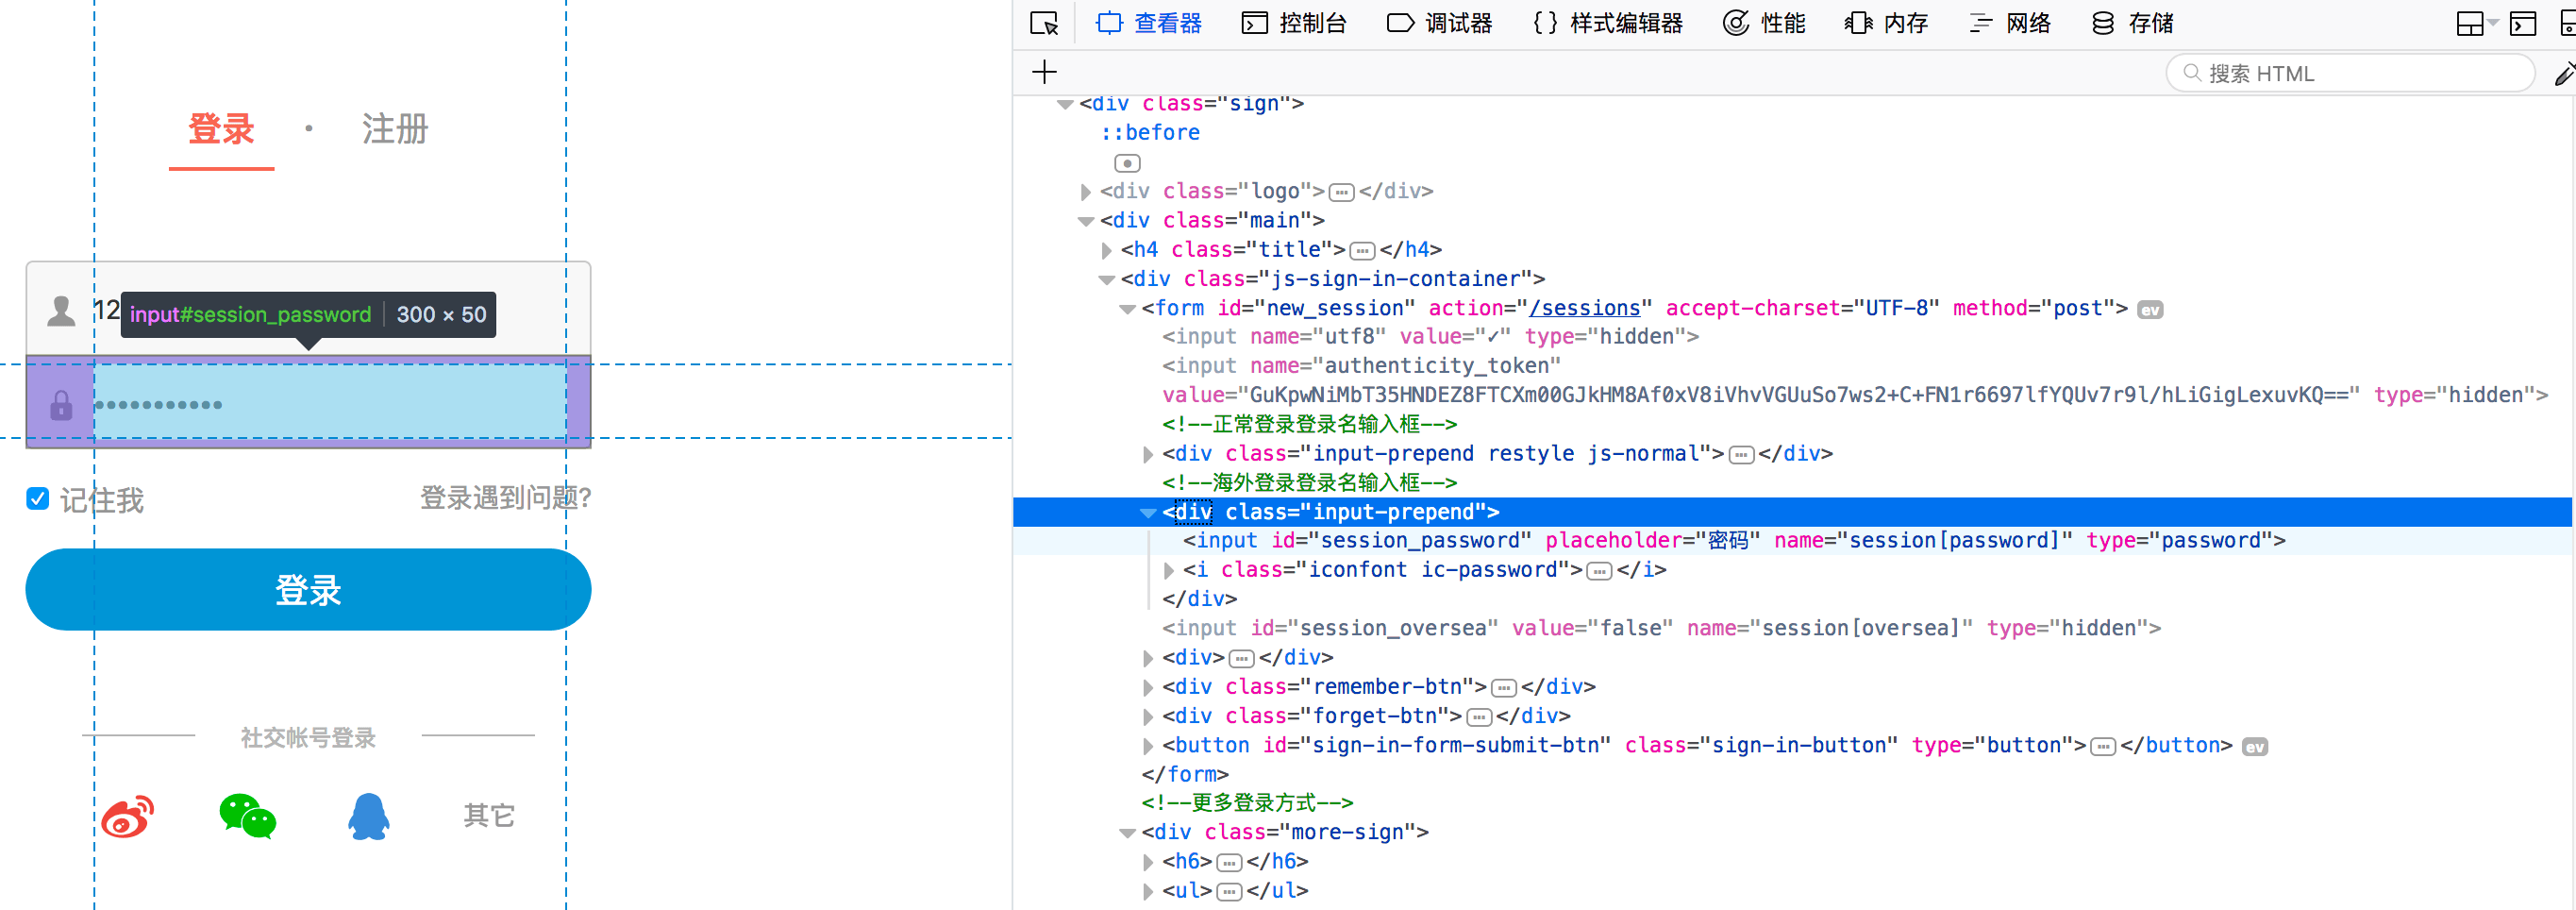 登录 · 注册
12
input#session_password 300 × 50
•••••••••••
记住我 登录遇到问题?
登录
社交帐号登录
其它
查看器 控制台 调试器 样式编辑器 性能 内存 网络 存储
搜索 HTML
<div class="sign">
::before
<div class="logo"></div>
<div class="main">
<h4 class="title"></h4>
<div class="js-sign-in-container">
<form id="new_session" action="/sessions" accept-charset="UTF-8" method="post"> ev
<input name="utf8" value="✓" type="hidden">
<input name="authenticity_token"
value="GuKpwNiMbT35HNDEZ8FTCXm00GJkHM8Af0xV8iVhvVGUuSo7ws2+C+FN1r6697lfYQUv7r9l/hLiGigLexuvKQ==" type="hidden">
<!--正常登录登录名输入框-->
<div class="input-prepend restyle js-normal"></div>
<!--海外登录登录名输入框-->
<div class="input-prepend">
<input id="session_password" placeholder="密码" name="session[password]" type="password">
<i class="iconfont ic-password"></i>
</div>
<input id="session_oversea" value="false" name="session[oversea]" type="hidden">
<div></div>
<div class="remember-btn"></div>
<div class="forget-btn"></div>
<button id="sign-in-form-submit-btn" class="sign-in-button" type="button"></button> ev
</form>
<!--更多登录方式-->
<div class="more-sign">
<h6></h6>
<ul></ul>